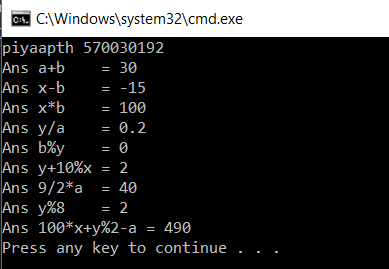 C:\Windows\system32\cmd.exe
piyaapth 570030192
Ans a+b    = 30
Ans x-b    = -15
Ans x*b    = 100
Ans y/a    = 0.2
Ans b%y    = 0
Ans y+10%x = 2
Ans 9/2*a  = 40
Ans y%8    = 2
Ans 100*x+y%2-a = 490
Press any key to continue . . .